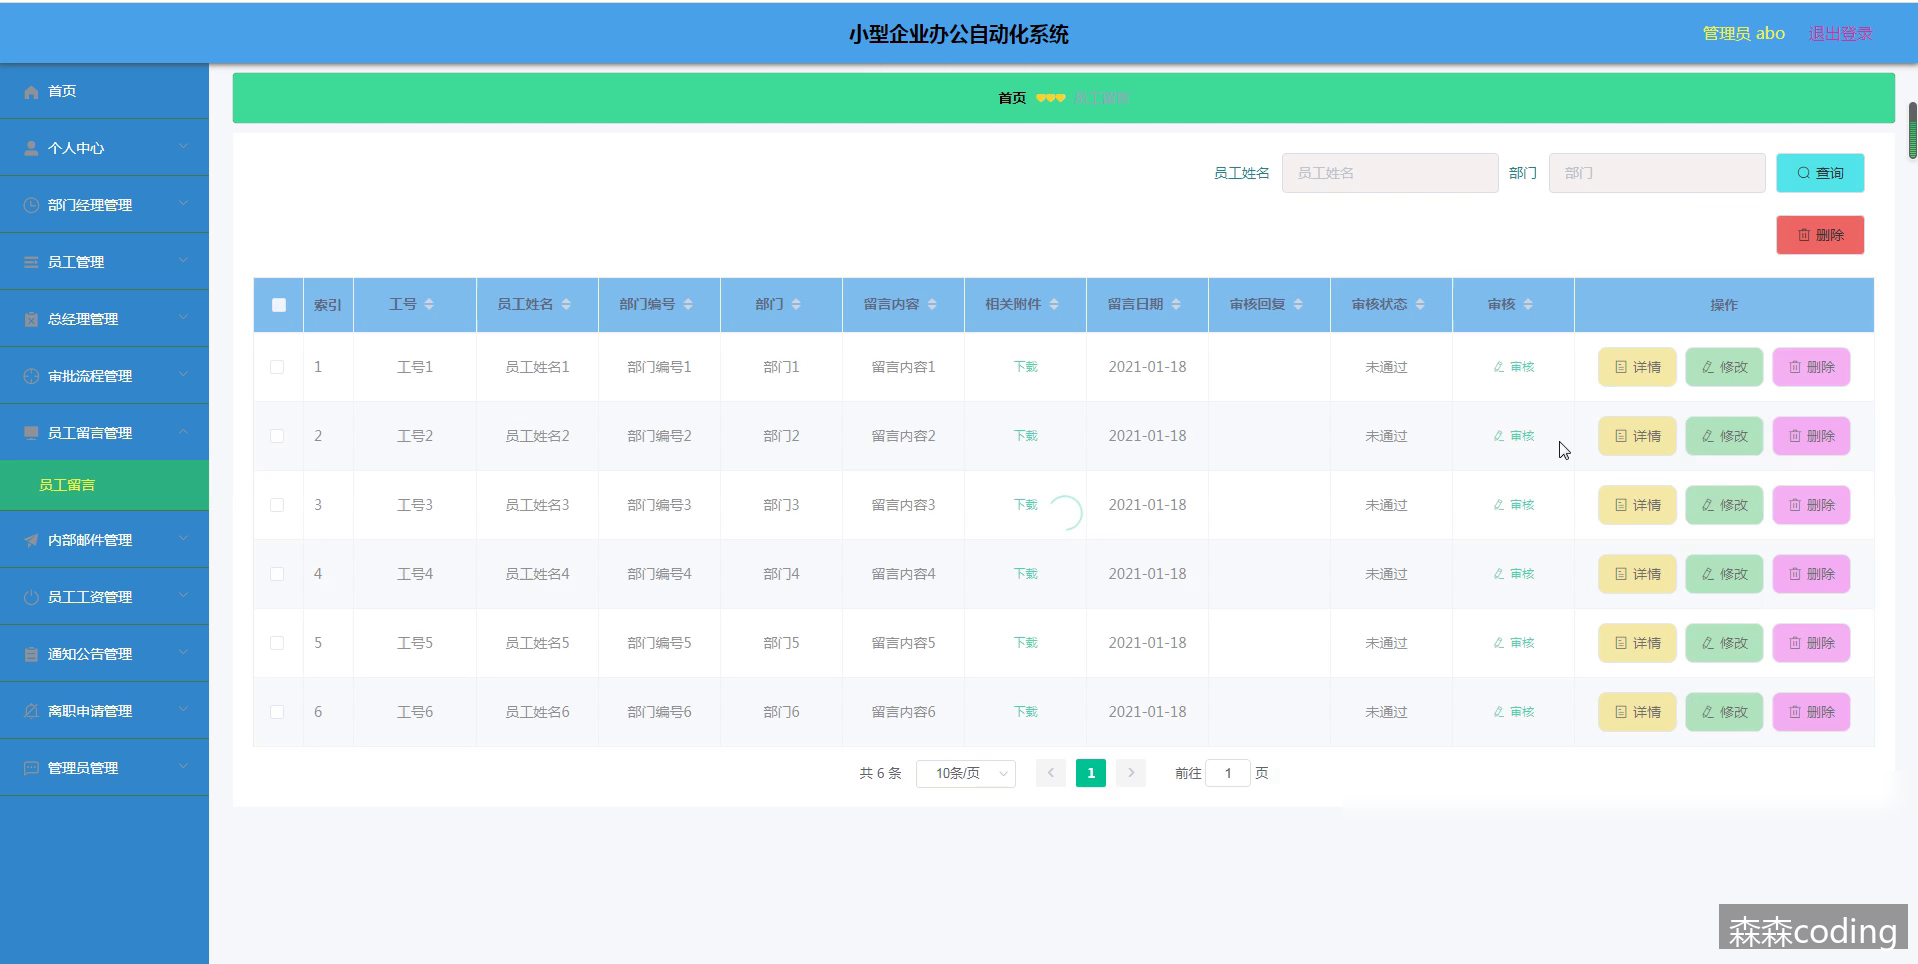 小型企业办公自动化系统
管理员 abo 退出登录
首页
个人中心
部门经理管理
员工管理
总经理管理
审批流程管理
员工留言管理
员工留言
内部邮件管理
员工工资管理
通知公告管理
离职申请管理
管理员管理
首页 员工留言
员工姓名 员工姓名 部门 部门 查询
删除
索引 工号 员工姓名 部门编号 部门 留言内容 相关附件 留言日期 审核回复 审核状态 审核 操作
1 工号1 员工姓名1 部门编号1 部门1 留言内容1 下载 2021-01-18 未通过 审核 详情 修改 删除
2 工号2 员工姓名2 部门编号2 部门2 留言内容2 下载 2021-01-18 未通过 审核 详情 修改 删除
3 工号3 员工姓名3 部门编号3 部门3 留言内容3 下载 2021-01-18 未通过 审核 详情 修改 删除
4 工号4 员工姓名4 部门编号4 部门4 留言内容4 下载 2021-01-18 未通过 审核 详情 修改 删除
5 工号5 员工姓名5 部门编号5 部门5 留言内容5 下载 2021-01-18 未通过 审核 详情 修改 删除
6 工号6 员工姓名6 部门编号6 部门6 留言内容6 下载 2021-01-18 未通过 审核 详情 修改 删除
共 6 条 10条/页 1 前往 1 页
森森coding